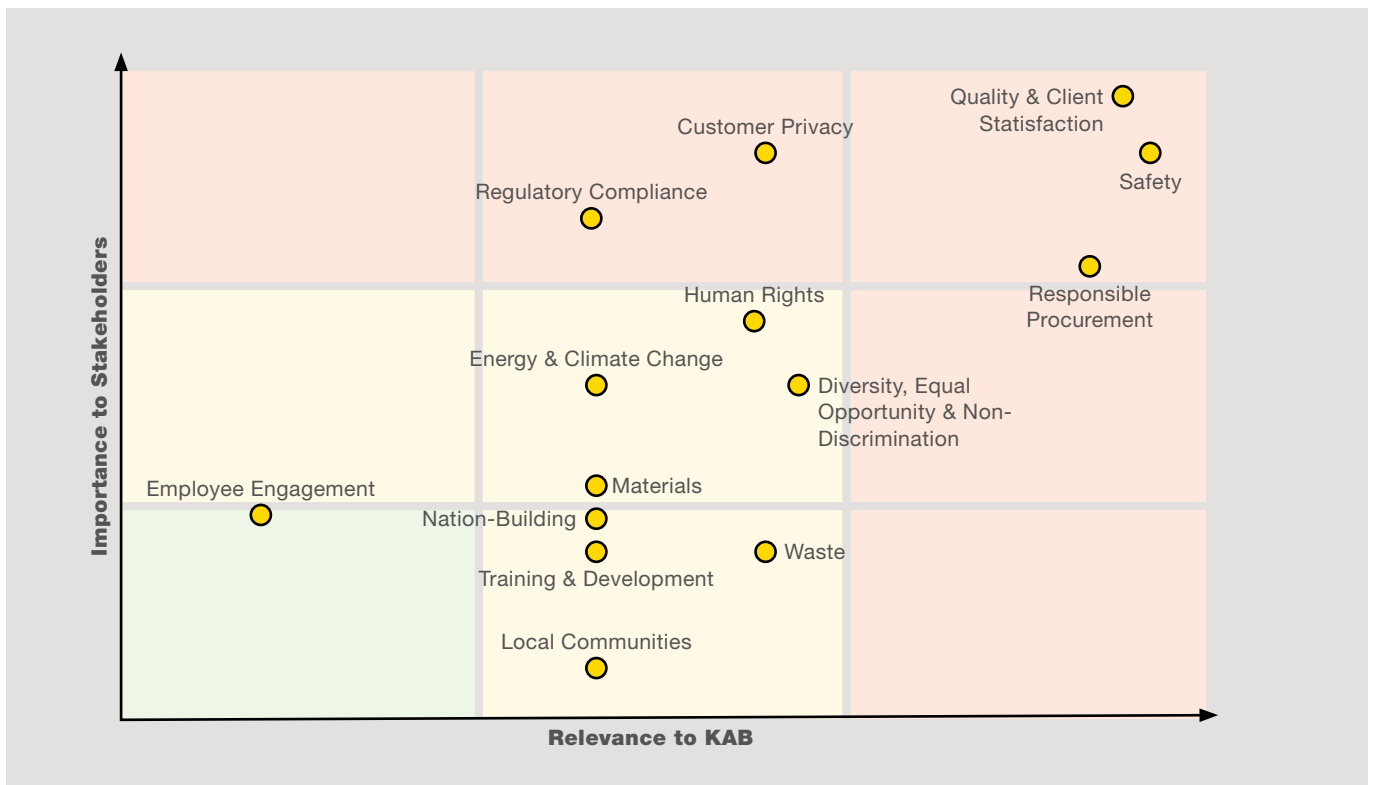 Quality & Client
Statisfaction
Customer Privacy
Safety
Regulatory Compliance
Importance to Stakeholders
Human Rights
Responsible
Procurement
Energy & Climate Change
Diversity, Equal
Opportunity & Non-
Discrimination
Employee Engagement
Materials
Nation-Building
Training & Development
Waste
Local Communities
Relevance to KAB